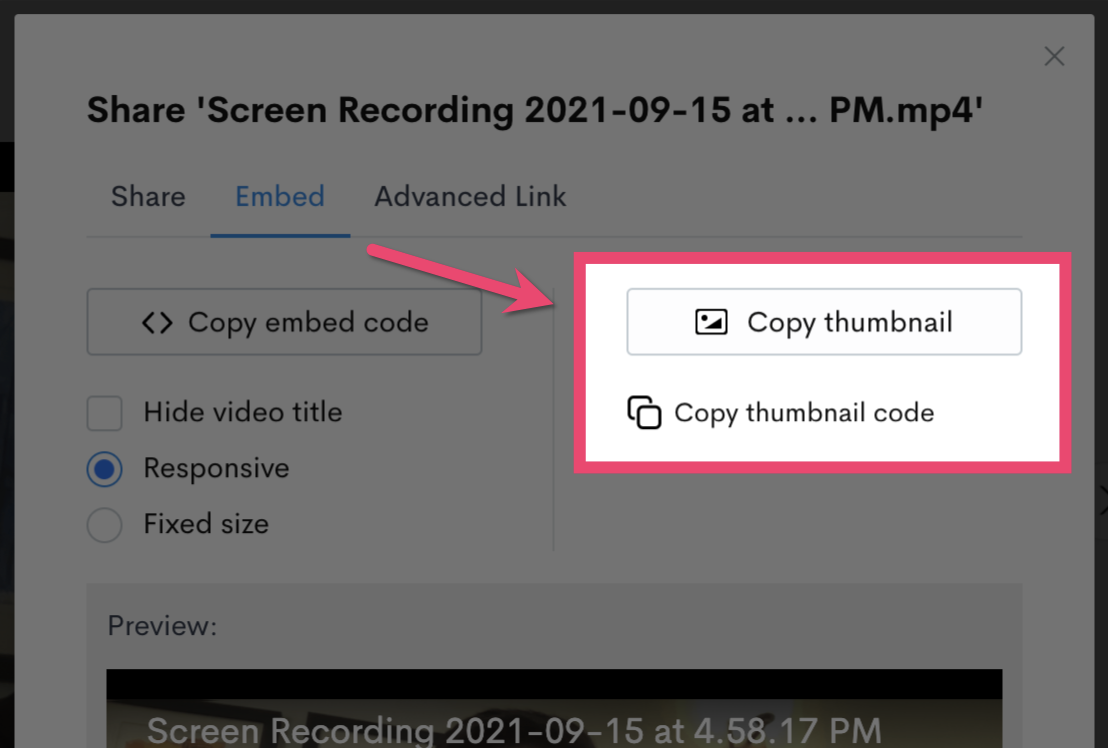 Share 'Screen Recording 2021-09-15 at ... PM.mp4'
Share Embed Advanced Link
Copy embed code
Hide video title
Responsive
Fixed size
Copy thumbnail
Copy thumbnail code
Preview:
Screen Recording 2021-09-15 at 4.58.17 PM